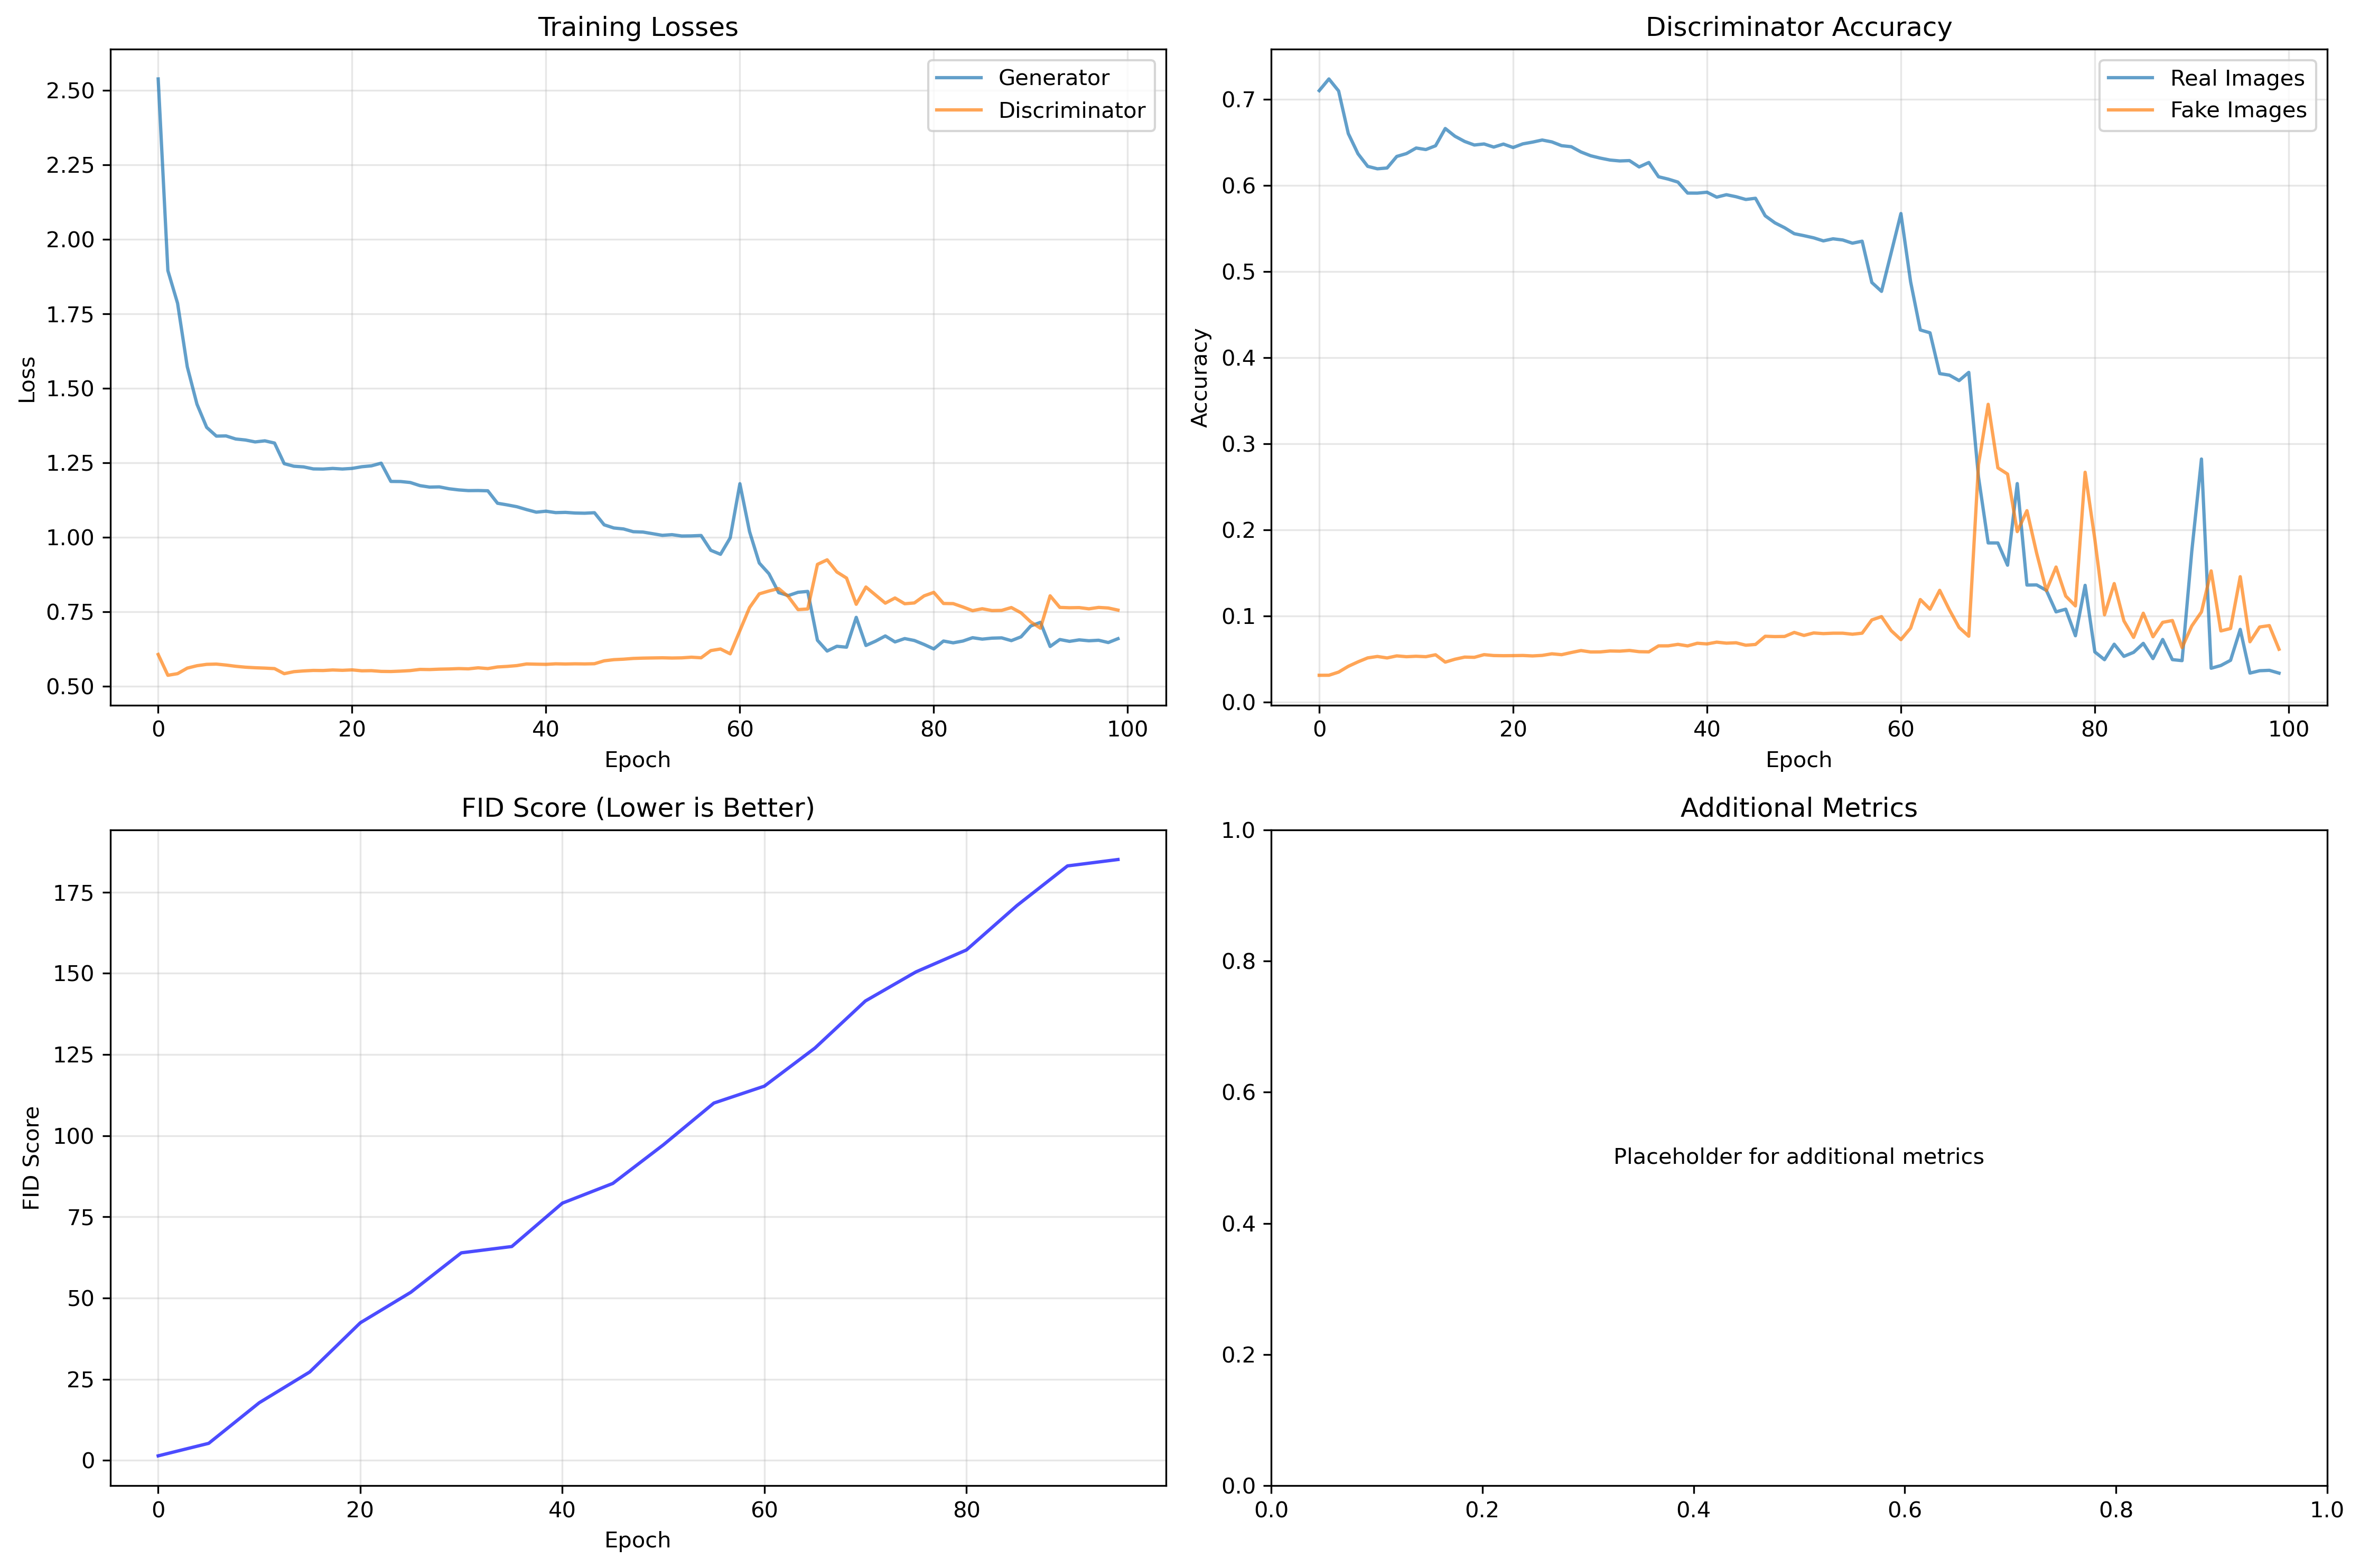 Training Losses
Generator
Discriminator
2.50
2.25
2.00
1.75
1.50
1.25
1.00
0.75
0.50
Loss
0 20 40 60 80 100
Epoch
Discriminator Accuracy
Real Images
Fake Images
0.7
0.6
0.5
0.4
0.3
0.2
0.1
0.0
Accuracy
0 20 40 60 80 100
Epoch
FID Score (Lower is Better)
175
150
125
100
75
50
25
0
FID Score
0 20 40 60 80
Epoch
Additional Metrics
1.0
0.8
0.6
0.4
0.2
0.0
Placeholder for additional metrics
0.0 0.2 0.4 0.6 0.8 1.0